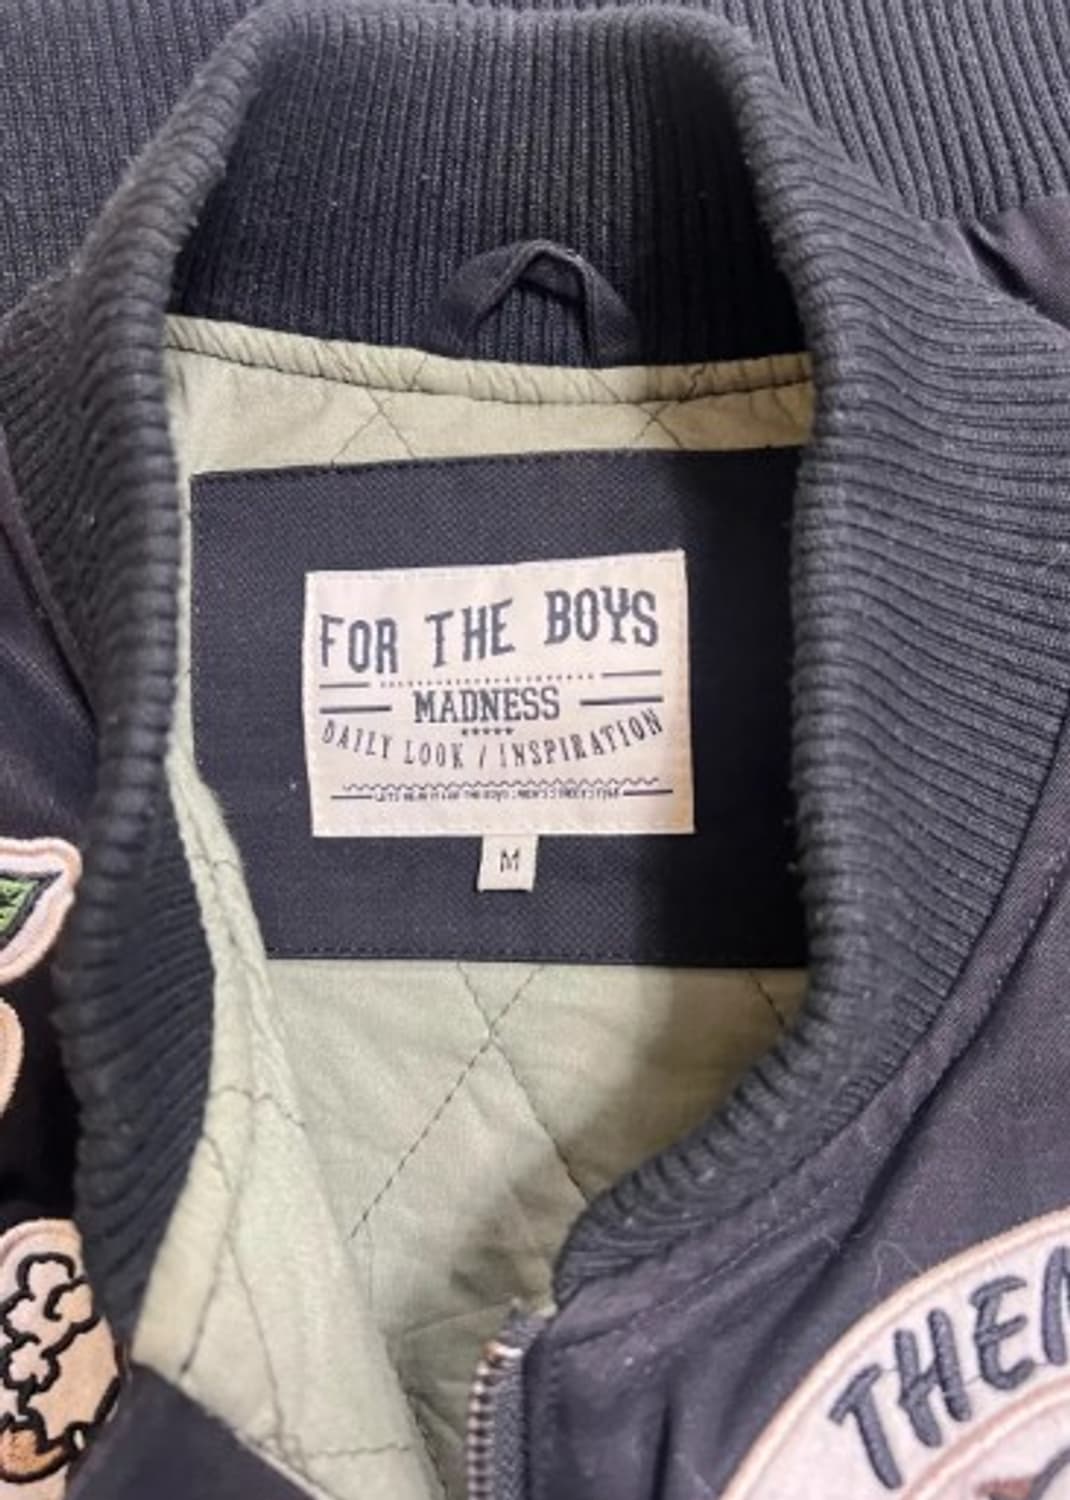 FOR THE BOYS
MADNESS
DAILY LOOK / INSPIRATION
M
THEM